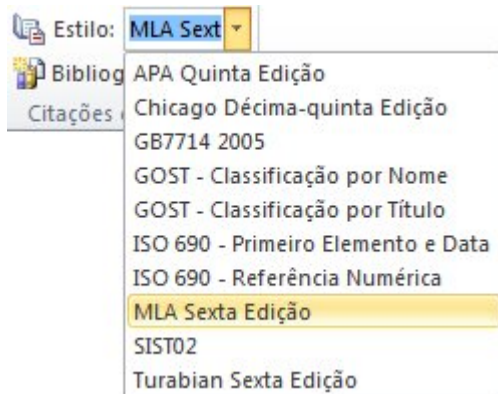 Estilo: MLA Sext
Bibliog
Citações
APA Quinta Edição
Chicago Décima-quinta Edição
GB7714 2005
GOST - Classificação por Nome
GOST - Classificação por Título
ISO 690 - Primeiro Elemento e Data
ISO 690 - Referência Numérica
MLA Sexta Edição
SIST02
Turabian Sexta Edição